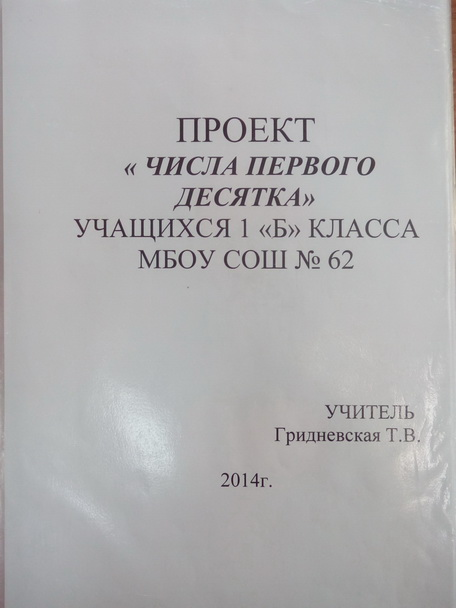 ПРОЕКТ
« ЧИСЛА ПЕРВОГО
ДЕСЯТКА»
УЧАЩИХСЯ 1 «Б» КЛАССА
МБОУ СОШ № 62
УЧИТЕЛЬ
Гридневская Т.В.
2014г.